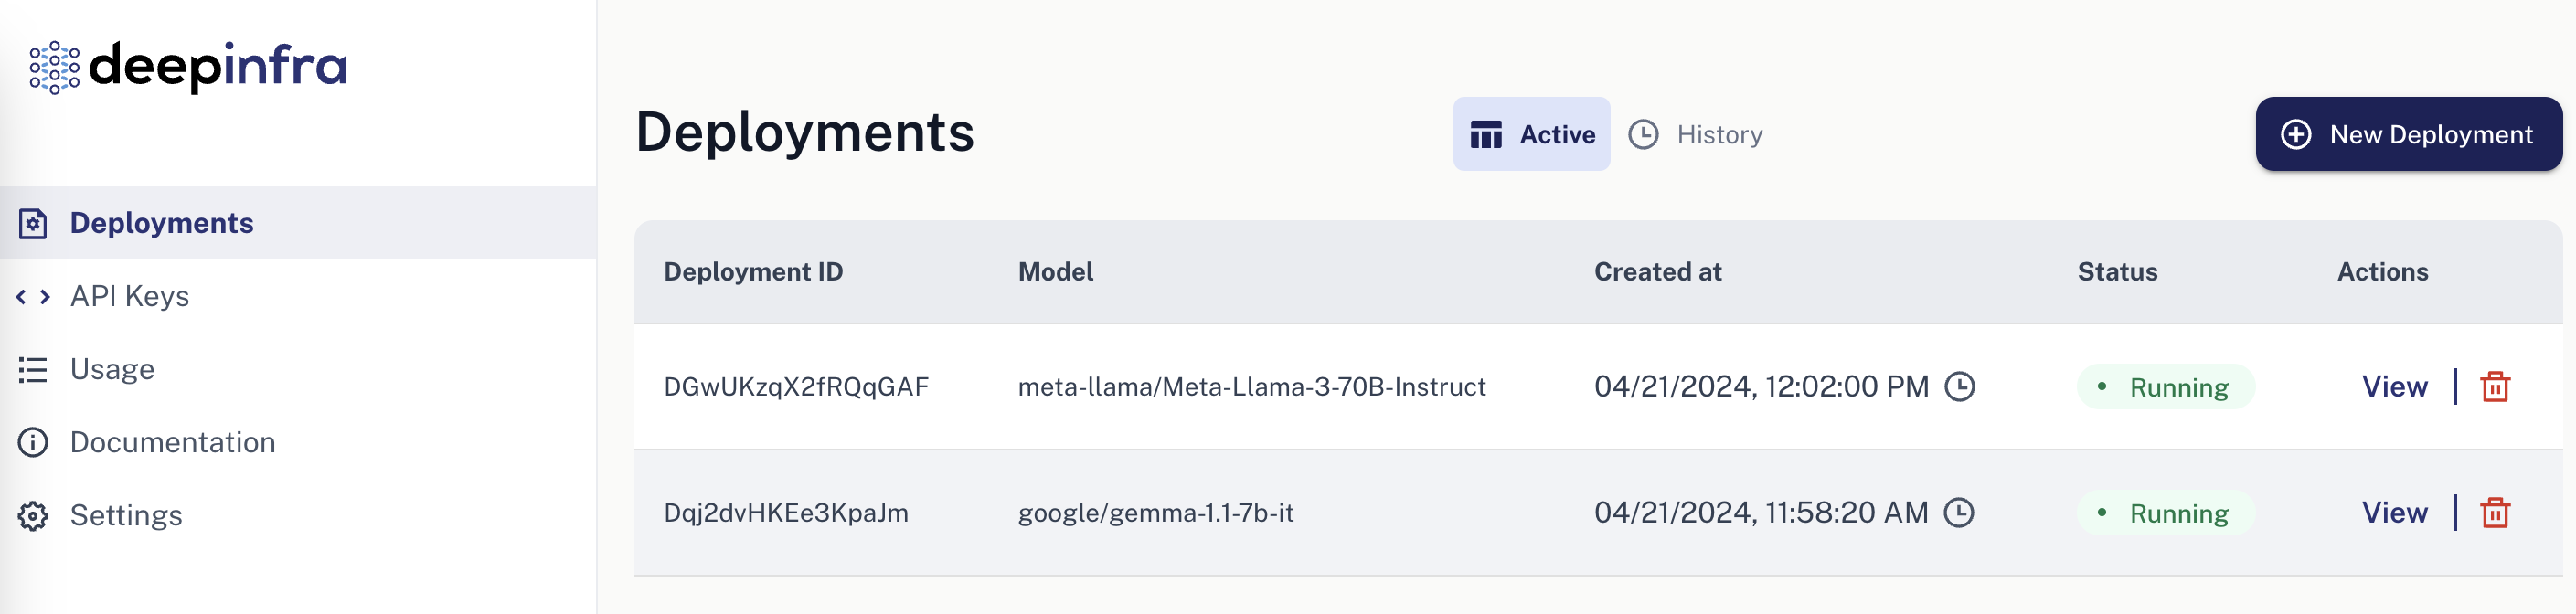 deepinfra
Deployments
API Keys
Usage
Documentation
Settings
Deployments
Active
History
New Deployment
Deployment ID Model Created at Status Actions
DGwUKzqX2fRQqGAF meta-llama/Meta-Llama-3-70B-Instruct 04/21/2024, 12:02:00 PM Running View
Dqj2dvHKEe3KpaJm google/gemma-1.1-7b-it 04/21/2024, 11:58:20 AM Running View